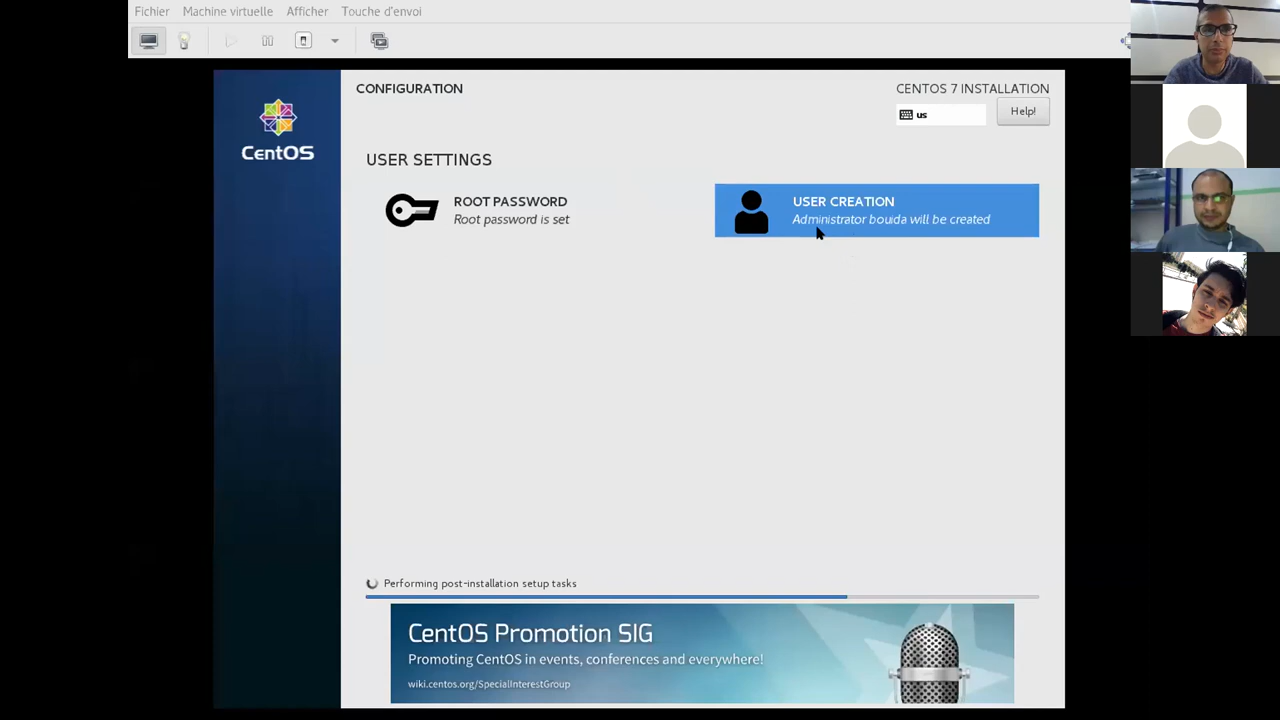 Fichier Machine virtuelle Afficher Touche d'envoi
CONFIGURATION
CENTOS 7 INSTALLATION
us
Help!
CentOS
USER SETTINGS
ROOT PASSWORD
Root password is set
USER CREATION
Administrator bouida will be created
Performing post-installation setup tasks
CentOS Promotion SIG
Promoting CentOS in events, conferences and everywhere!
wiki.centos.org/SpecialInterestGroup